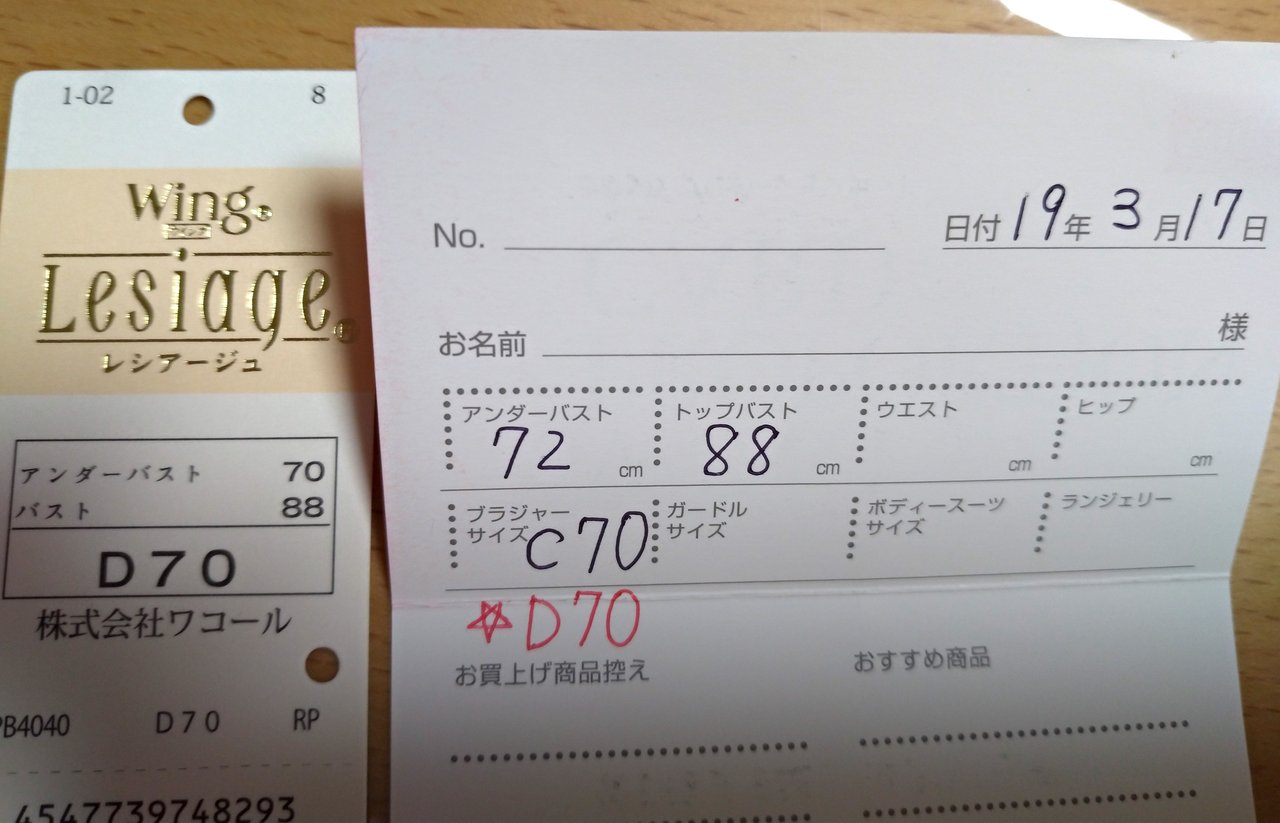 1-02 8
Wing
ウイング
Lesiage
レシアージュ
アンダーバスト 70
バスト 88
D70
株式会社ワコール
PB4040 D70 RP
4547739748293
No.
日付 19年 3月 17日
お名前 様
アンダーバスト 72 cm
トップバスト 88 cm
ウエスト cm
ヒップ cm
ブラジャーサイズ C70
ガードルサイズ
ボディースーツサイズ
ランジェリー
☆D70
お買上げ商品控え
おすすめ商品